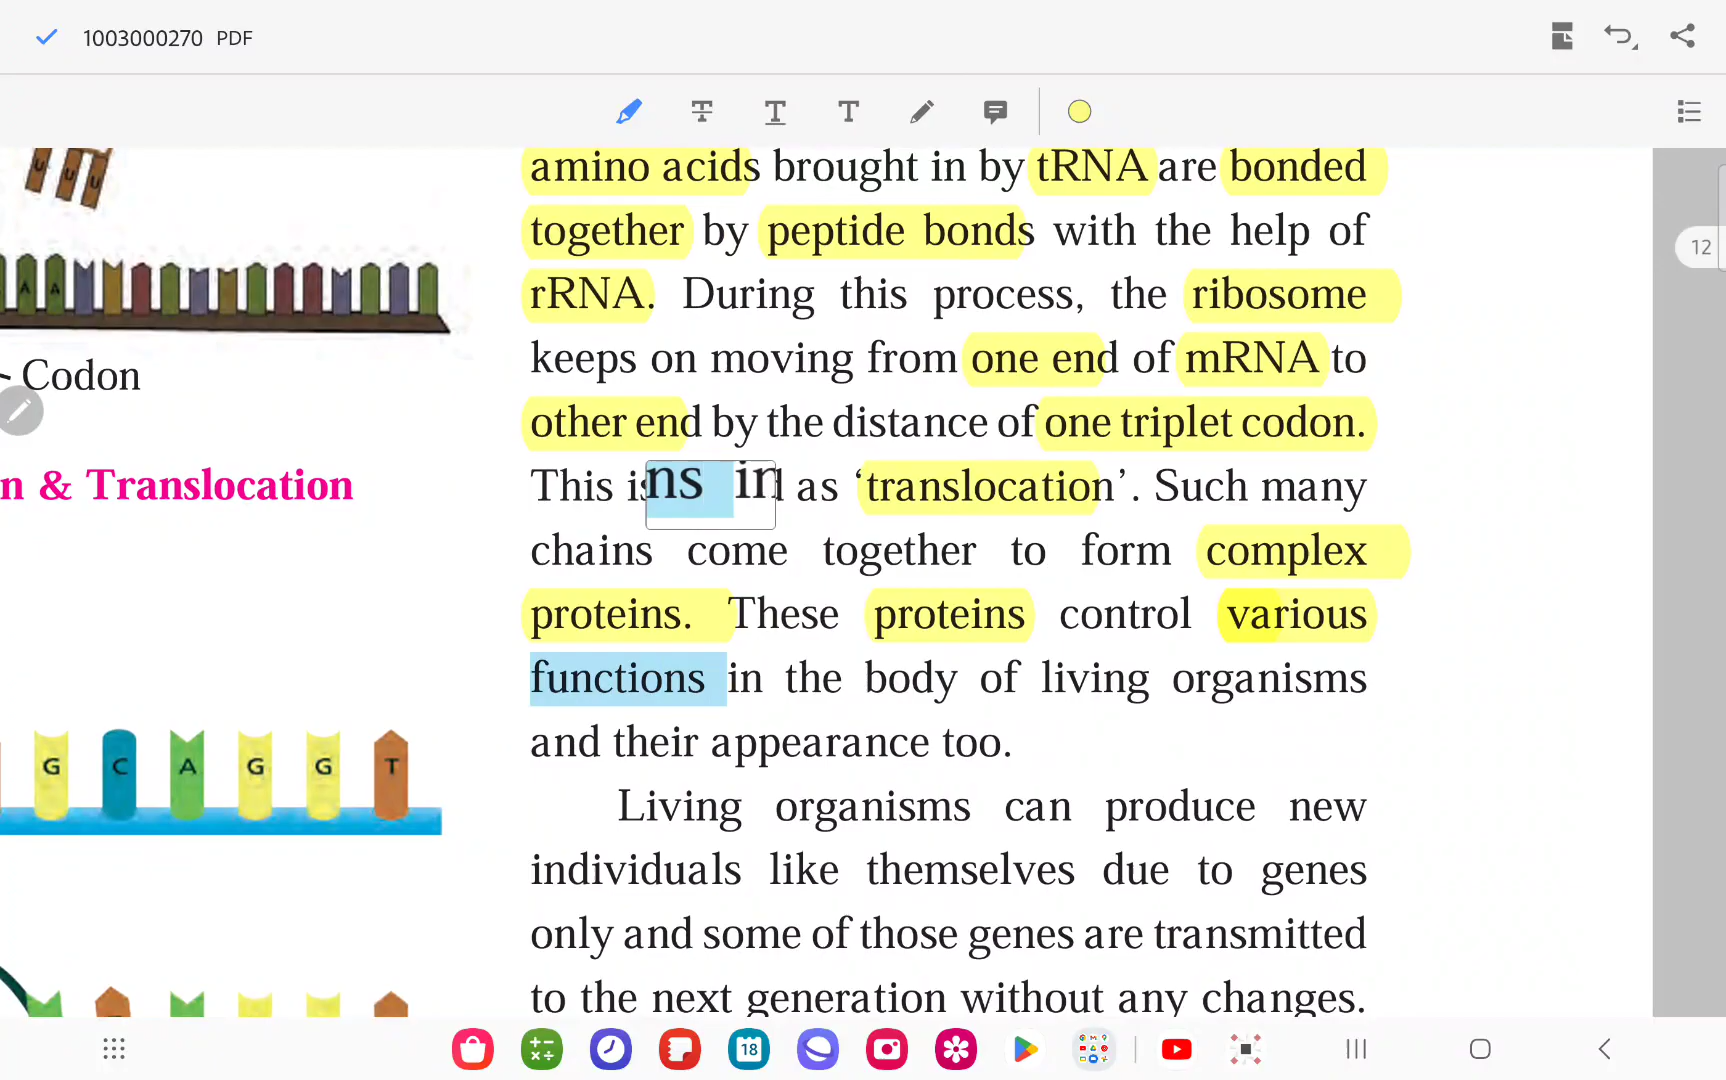 1003000270 PDF
amino acids brought in by tRNA are bonded
together by peptide bonds with the help of
rRNA. During this process, the ribosome
keeps on moving from one end of mRNA to
other end by the distance of one triplet codon.
This is ns in as ‘translocation’. Such many
chains come together to form complex
proteins. These proteins control various
functions in the body of living organisms
and their appearance too.
Living organisms can produce new
individuals like themselves due to genes
only and some of those genes are transmitted
to the next generation without any changes.
12
U U U
A A
Codon
n & Translocation
G C A G G T
18